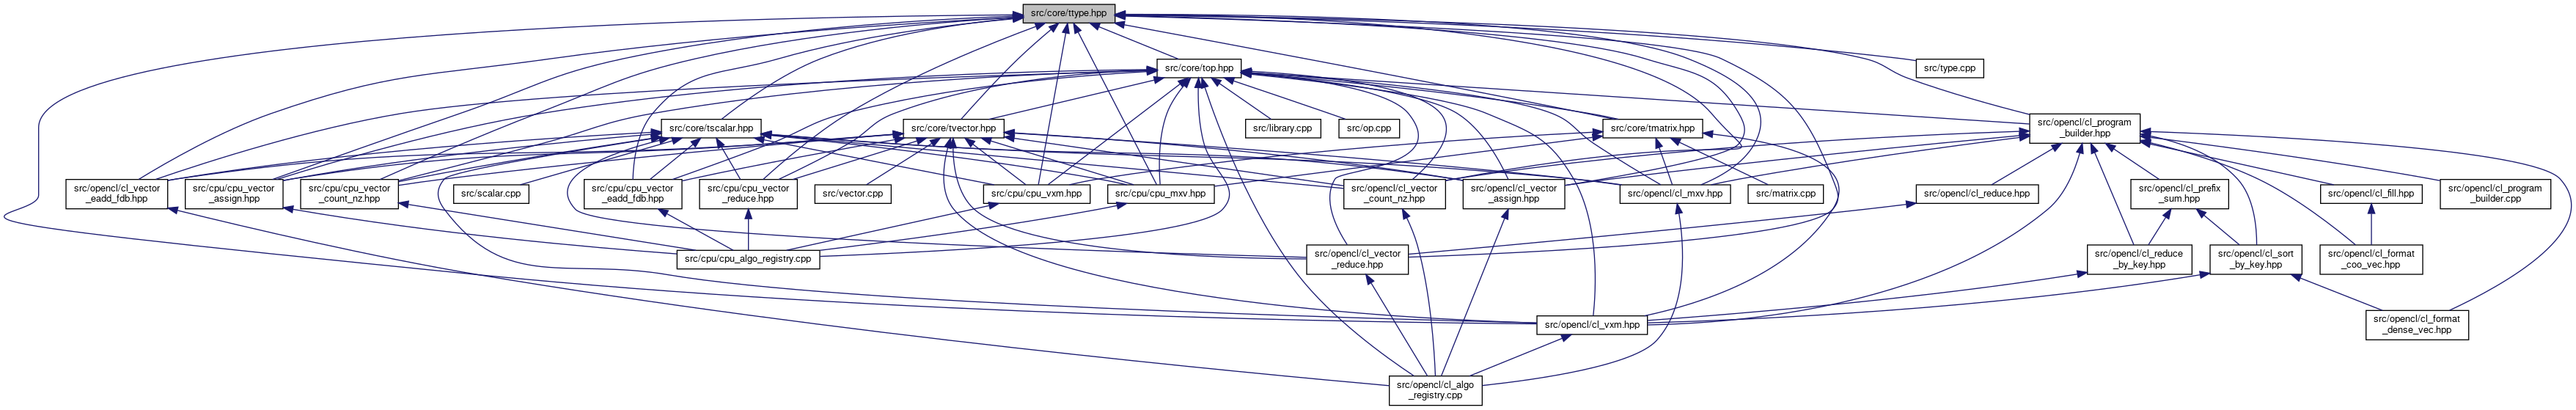 src/core/ttype.hpp
src/core/top.hpp
src/type.cpp
src/core/tscalar.hpp
src/core/tvector.hpp
src/library.cpp
src/op.cpp
src/core/tmatrix.hpp
src/opencl/cl_program
_builder.hpp
src/opencl/cl_vector
_eadd_fdb.hpp
src/cpu/cpu_vector
_assign.hpp
src/cpu/cpu_vector
_count_nz.hpp
src/scalar.cpp
src/cpu/cpu_vector
_eadd_fdb.hpp
src/cpu/cpu_vector
_reduce.hpp
src/vector.cpp
src/cpu/cpu_vxm.hpp
src/cpu/cpu_mxv.hpp
src/opencl/cl_vector
_count_nz.hpp
src/opencl/cl_vector
_assign.hpp
src/opencl/cl_mxv.hpp
src/matrix.cpp
src/opencl/cl_reduce.hpp
src/opencl/cl_prefix
_sum.hpp
src/opencl/cl_fill.hpp
src/opencl/cl_program
_builder.cpp
src/cpu/cpu_algo_registry.cpp
src/opencl/cl_vector
_reduce.hpp
src/opencl/cl_reduce
_by_key.hpp
src/opencl/cl_sort
_by_key.hpp
src/opencl/cl_format
_coo_vec.hpp
src/opencl/cl_vxm.hpp
src/opencl/cl_format
_dense_vec.hpp
src/opencl/cl_algo
_registry.cpp